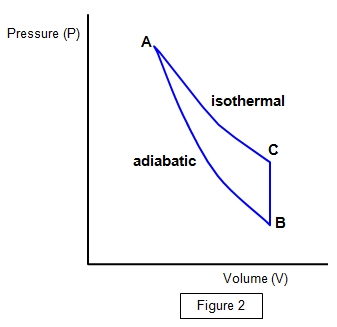 Pressure (P)
A
isothermal
adiabatic
C
B
Volume (V)
Figure 2